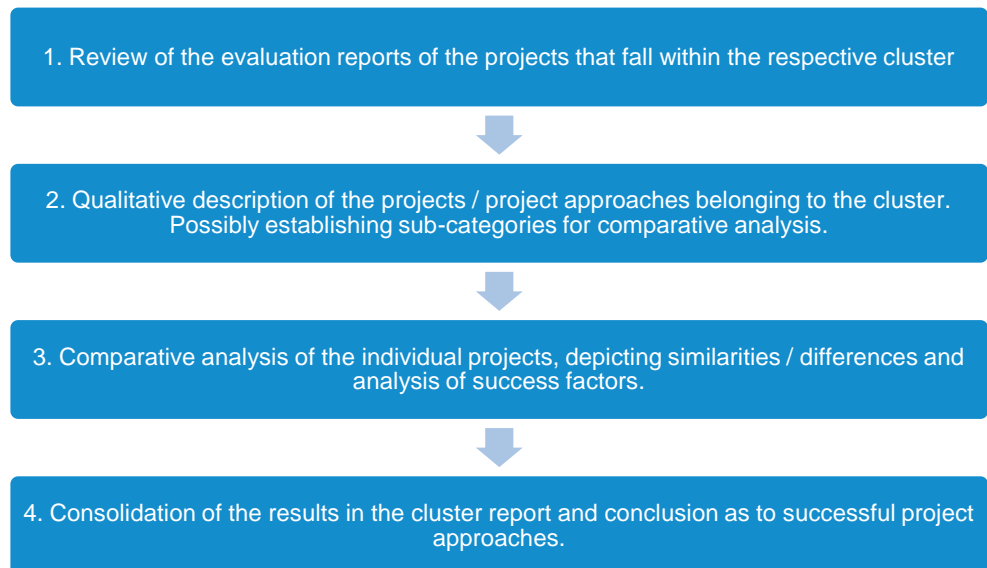 1. Review of the evaluation reports of the projects that fall within the respective cluster
2. Qualitative description of the projects / project approaches belonging to the cluster.
Possibly establishing sub-categories for comparative analysis.
3. Comparative analysis of the individual projects, depicting similarities / differences and
analysis of success factors.
4. Consolidation of the results in the cluster report and conclusion as to successful project
approaches.